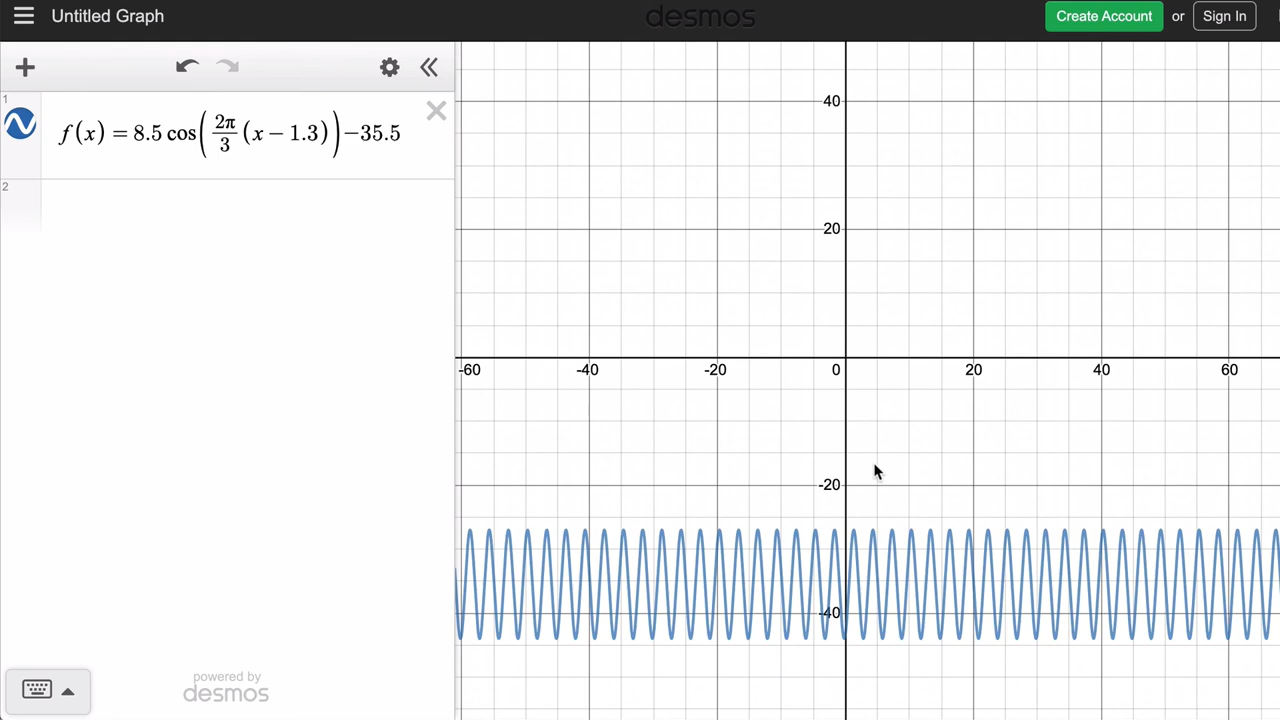 Untitled Graph
desmos
Create Account or Sign In
1
f(x) = 8.5 cos(2π/3 (x − 1.3)) − 35.5
2
40
20
-60 -40 -20 0 20 40 60
-20
-40
powered by
desmos